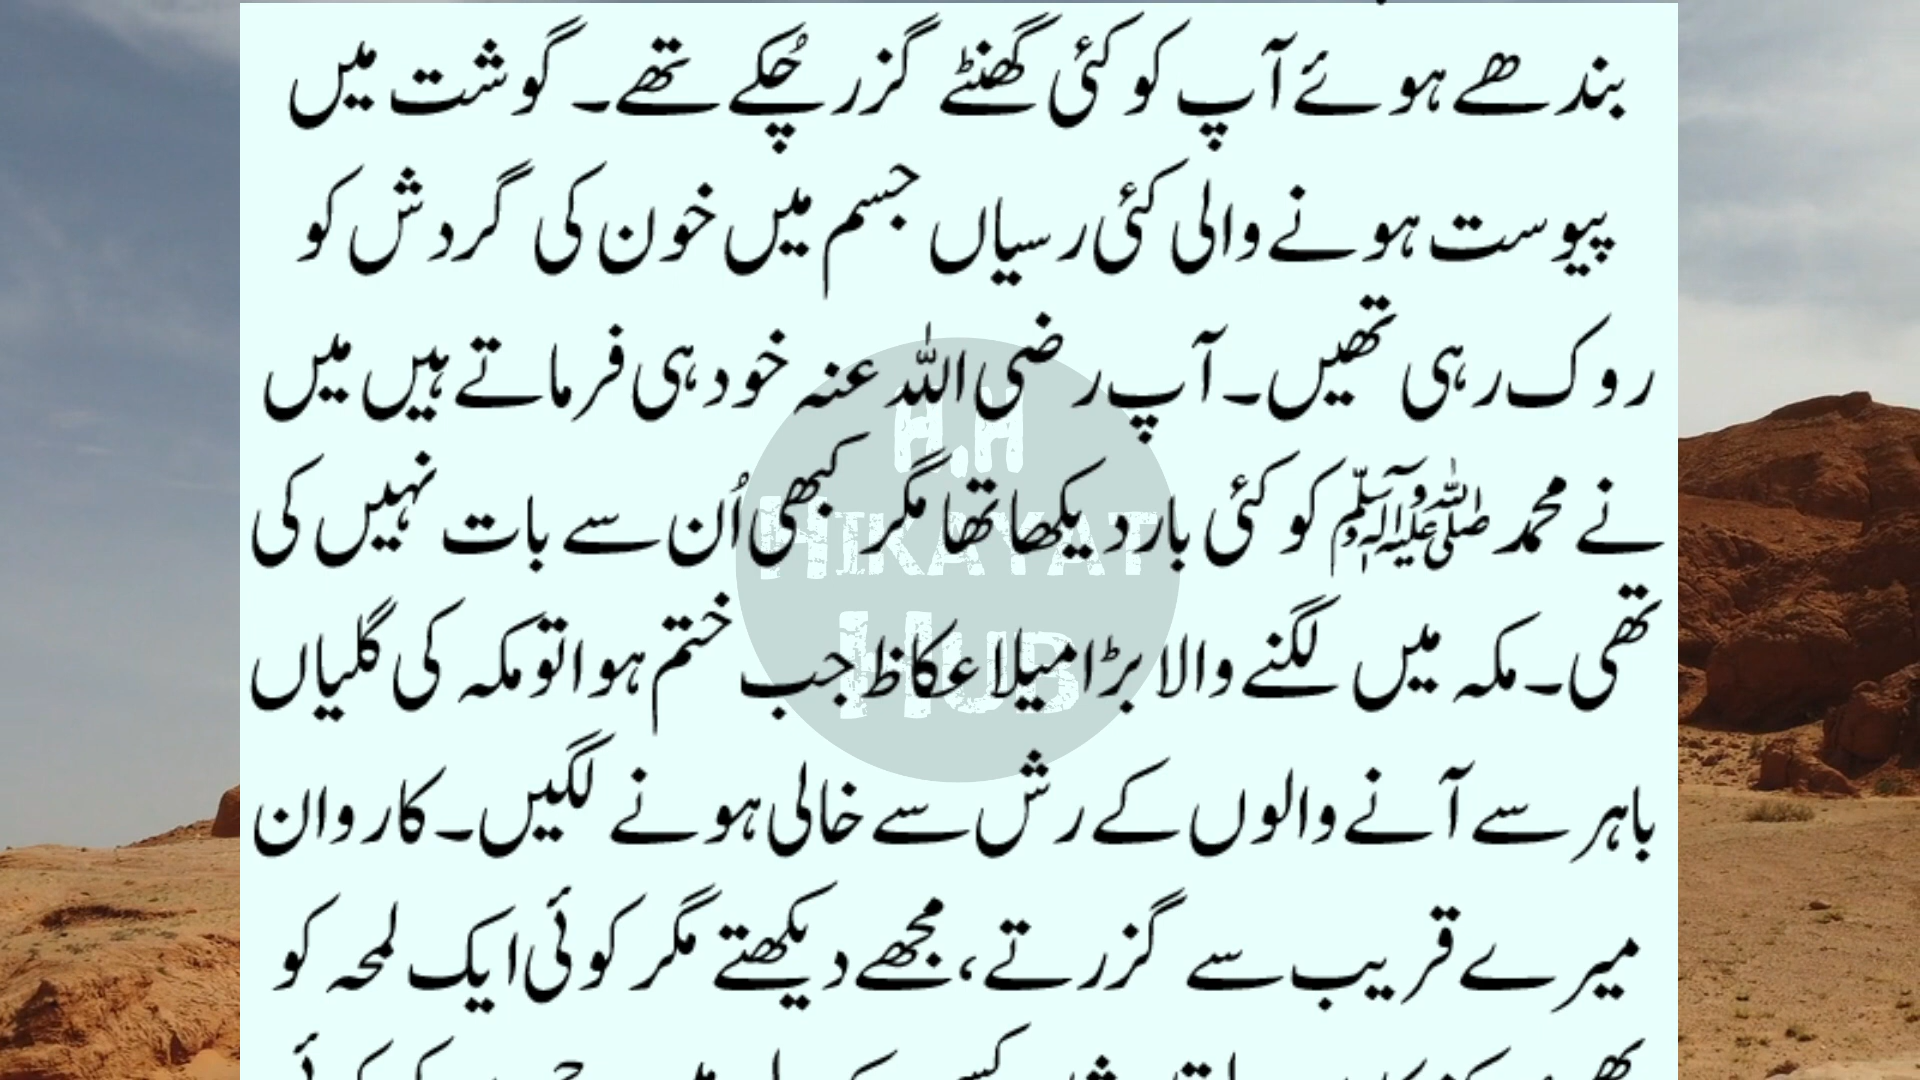 بندھے ہوئے آپ کو کئی گھنٹے گزر چُکے تھے۔ گوشت میں
پیوست ہونے والی کئی رسیاں جسم میں خون کی گردش کو
روک رہی تھیں۔ آپ رضی اللہ عنہ خود ہی فرماتے ہیں میں
نے محمد صلی اللہ علیہ وآلہ وسلم کو کئی بار دیکھا تھا مگر کبھی اُن سے بات نہیں کی
تھی۔ مکہ میں لگنے والا بڑا میلا عکاظ جب ختم ہوا تو مکہ کی گلیاں
باہر سے آنے والوں کے رش سے خالی ہونے لگیں۔ کاروان
میرے قریب سے گزرتے، مجھے دیکھتے مگر کوئی ایک لمحہ کو
H.H
HIKAYAT
HUB